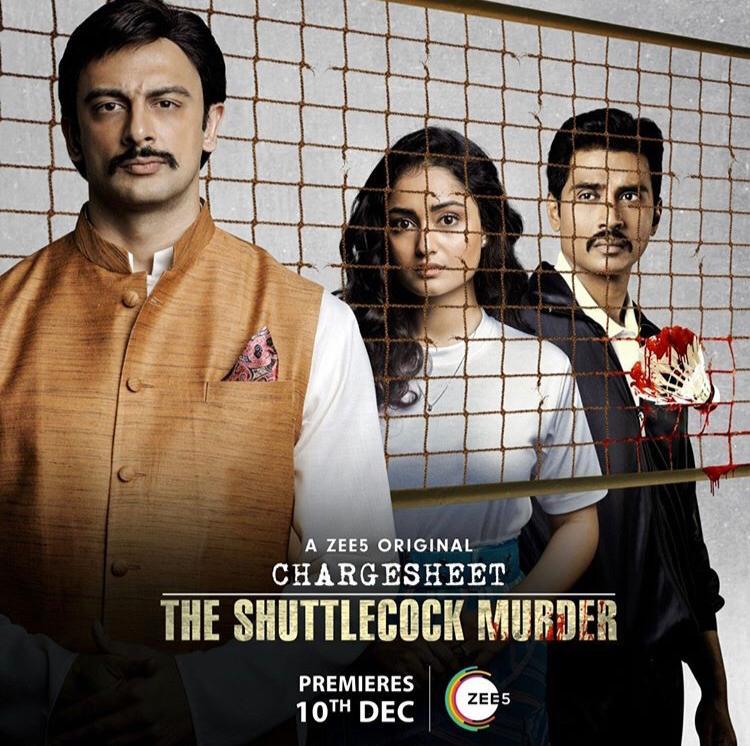 A ZEE5 ORIGINAL
CHARGESHEET
THE SHUTTLECOCK MURDER
PREMIERES
10TH DEC
ZEE5